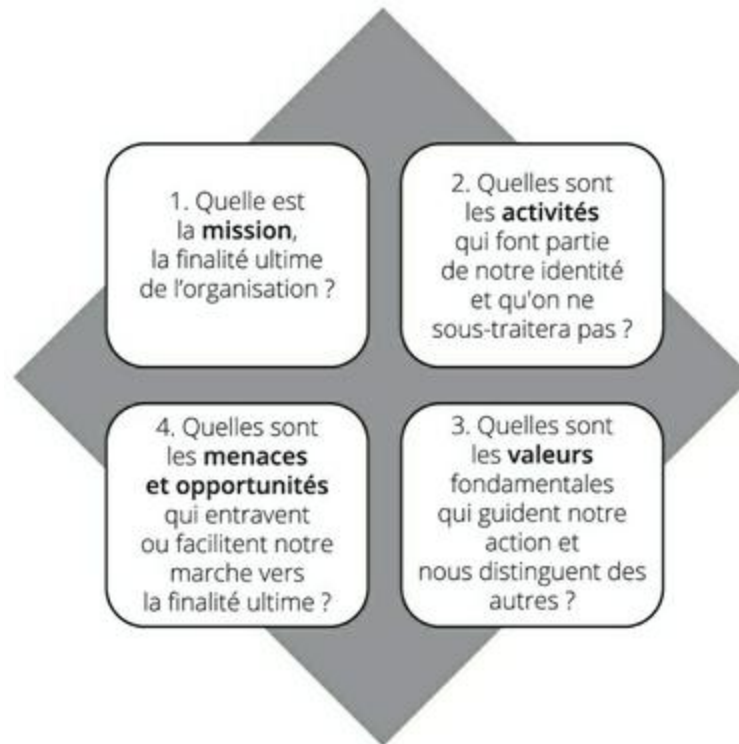 1. Quelle est
la mission,
la finalité ultime
de l’organisation ?
2. Quelles sont
les activités
qui font partie
de notre identité
et qu'on ne
sous-traitera pas ?
4. Quelles sont
les menaces
et opportunités
qui entravent
ou facilitent notre
marche vers
la finalité ultime ?
3. Quelles sont
les valeurs
fondamentales
qui guident notre
action et
nous distinguent des
autres ?